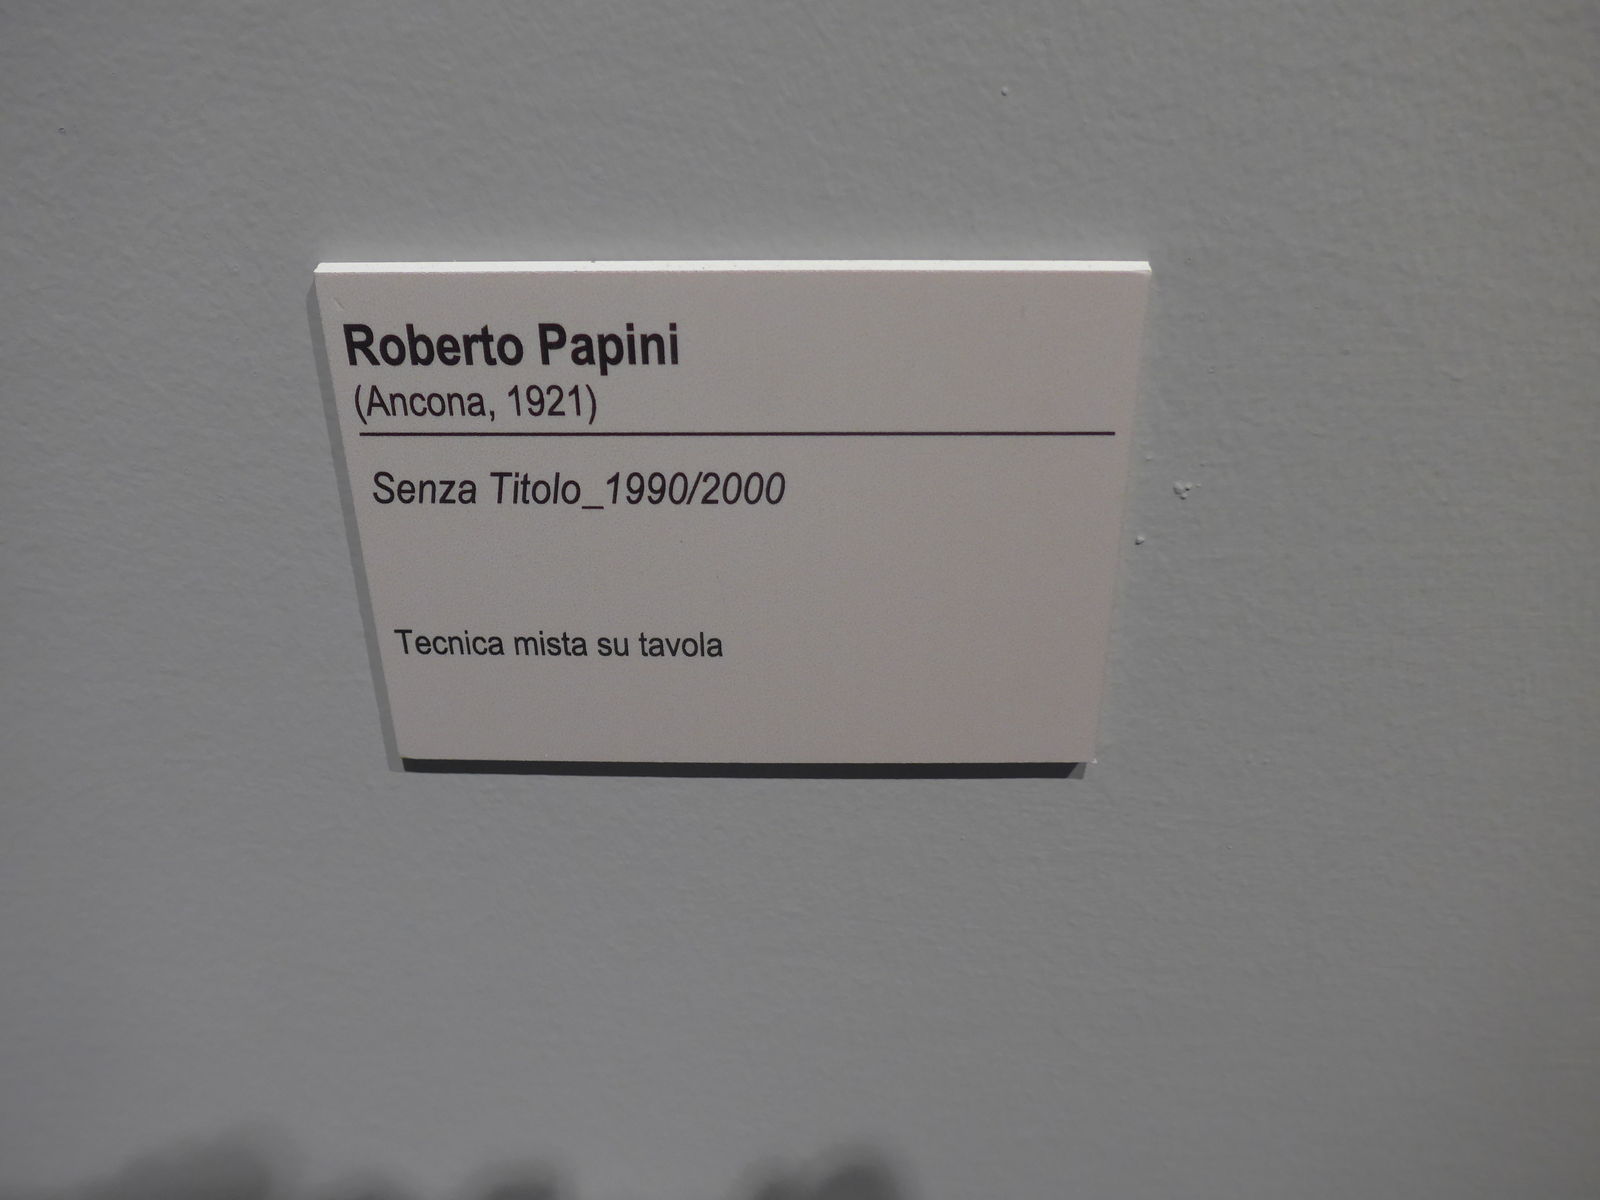 Roberto Papini
(Ancona, 1921)
Senza Titolo_1990/2000
Tecnica mista su tavola